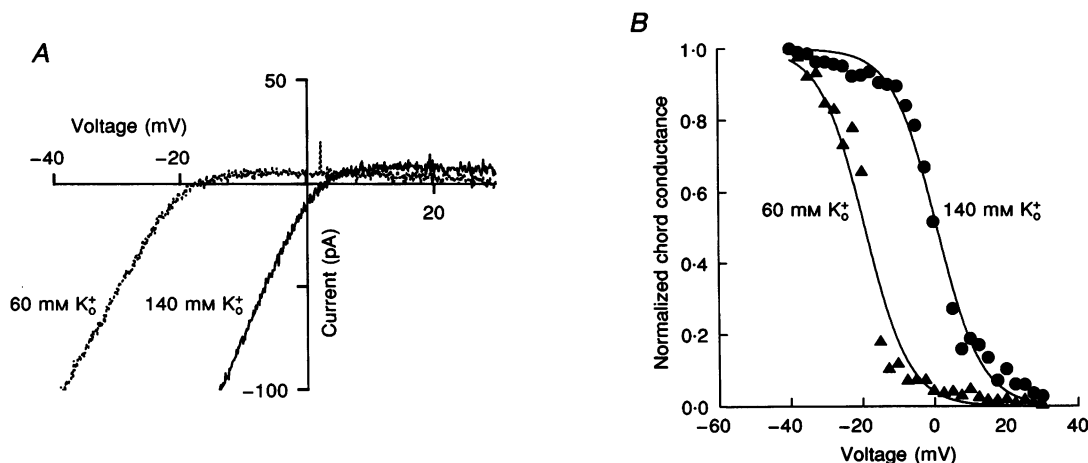 A
50
Voltage (mV)
−40
−20
20
60 mM K⁺ₒ
140 mM K⁺ₒ
Current (pA)
−100
B
Normalized chord conductance
1·0
0·8
0·6
0·4
0·2
0·0
60 mM K⁺ₒ
140 mM K⁺ₒ
−60
−40
−20
0
20
40
Voltage (mV)